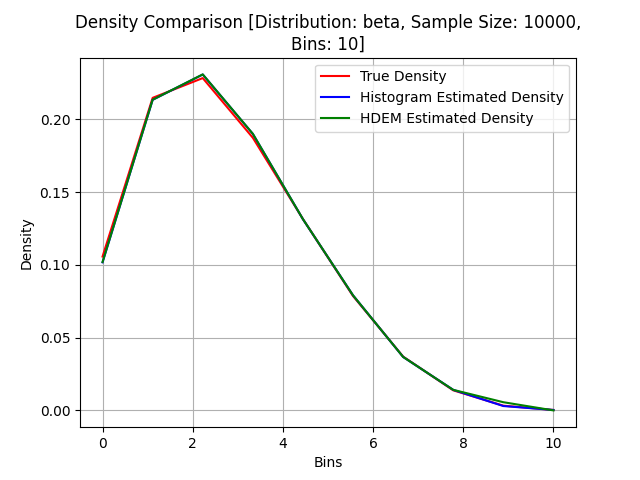 Density Comparison [Distribution: beta, Sample Size: 10000,
Bins: 10]
True Density
Histogram Estimated Density
HDEM Estimated Density
Density
0.20
0.15
0.10
0.05
0.00
0 2 4 6 8 10
Bins